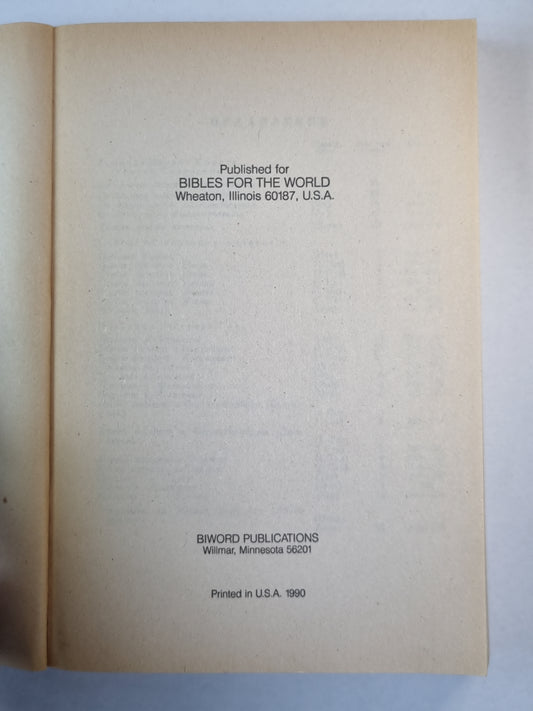 Published for
BIBLES FOR THE WORLD
Wheaton, Illinois 60187, U.S.A.
BIWORD PUBLICATIONS
Willmar, Minnesota 56201
Printed in U.S.A. 1990